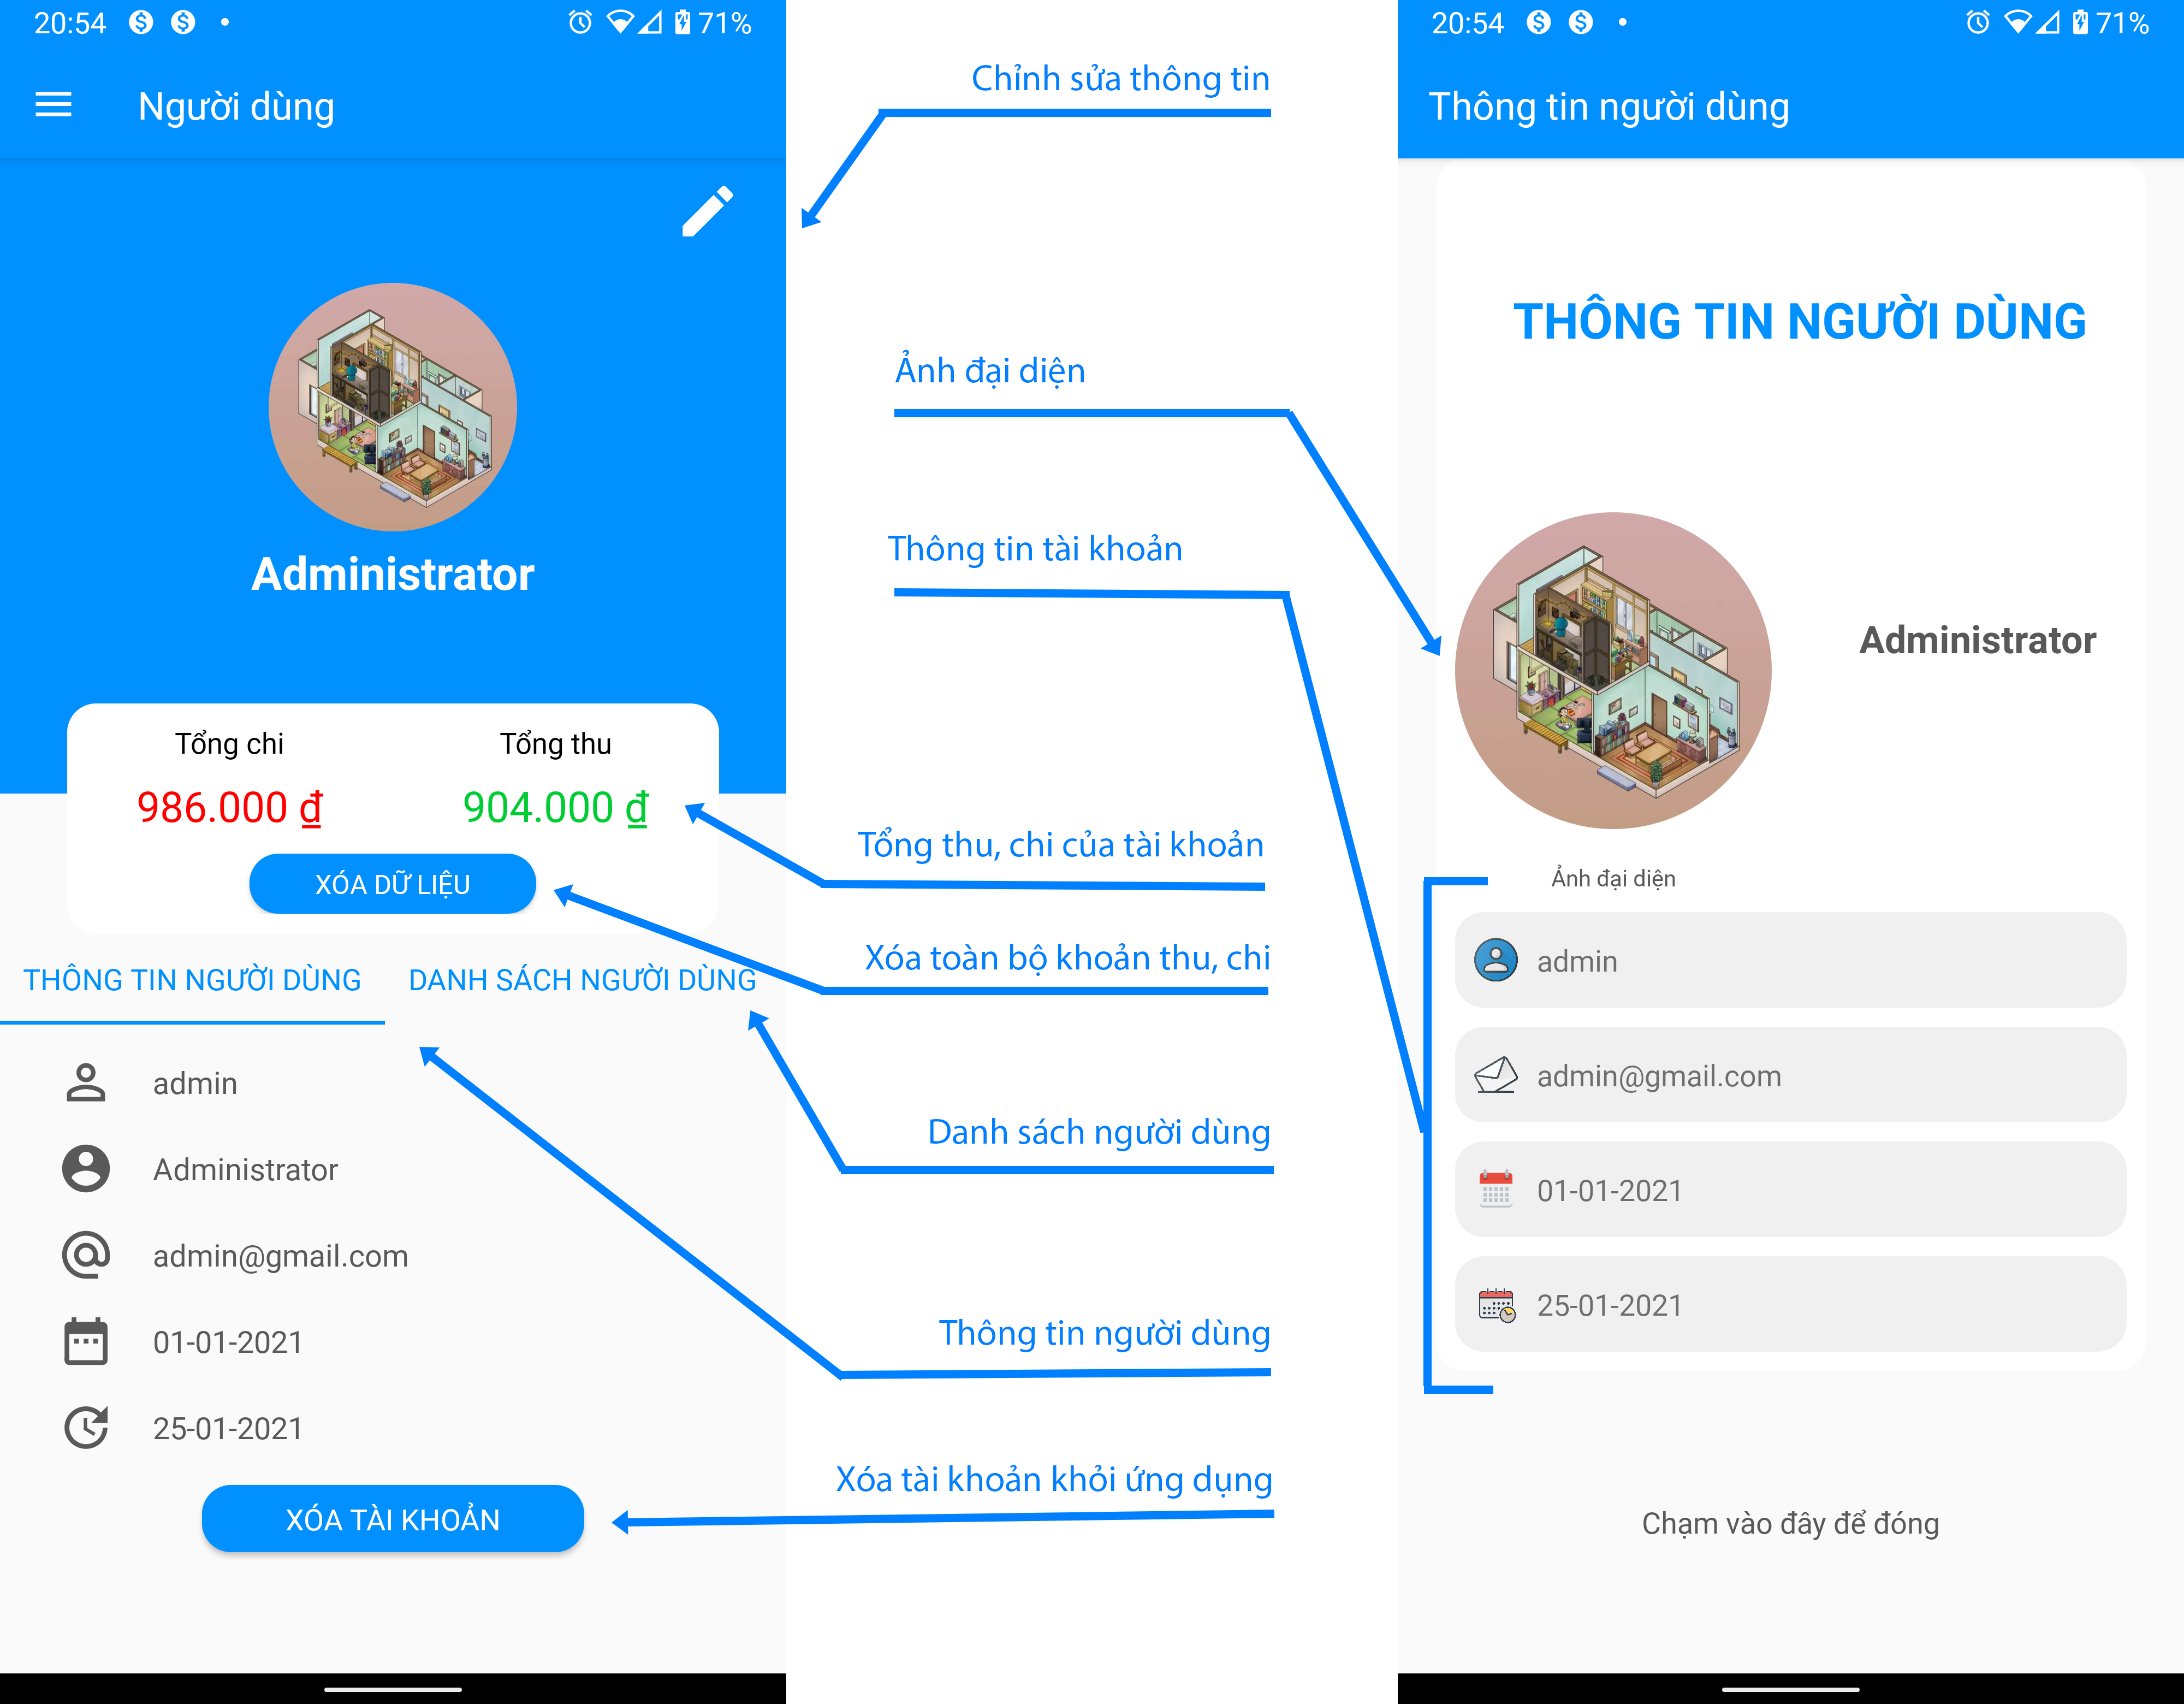 20:54
71%
Người dùng
Administrator
Tổng chi
Tổng thu
986.000 đ
904.000 đ
XÓA DỮ LIỆU
THÔNG TIN NGƯỜI DÙNG
DANH SÁCH NGƯỜI DÙNG
admin
Administrator
admin@gmail.com
01-01-2021
25-01-2021
XÓA TÀI KHOẢN
Chỉnh sửa thông tin
Ảnh đại diện
Thông tin tài khoản
Tổng thu, chi của tài khoản
Xóa toàn bộ khoản thu, chi
Danh sách người dùng
Thông tin người dùng
Xóa tài khoản khỏi ứng dụng
20:54
71%
Thông tin người dùng
THÔNG TIN NGƯỜI DÙNG
Administrator
Ảnh đại diện
admin
admin@gmail.com
01-01-2021
25-01-2021
Chạm vào đây để đóng